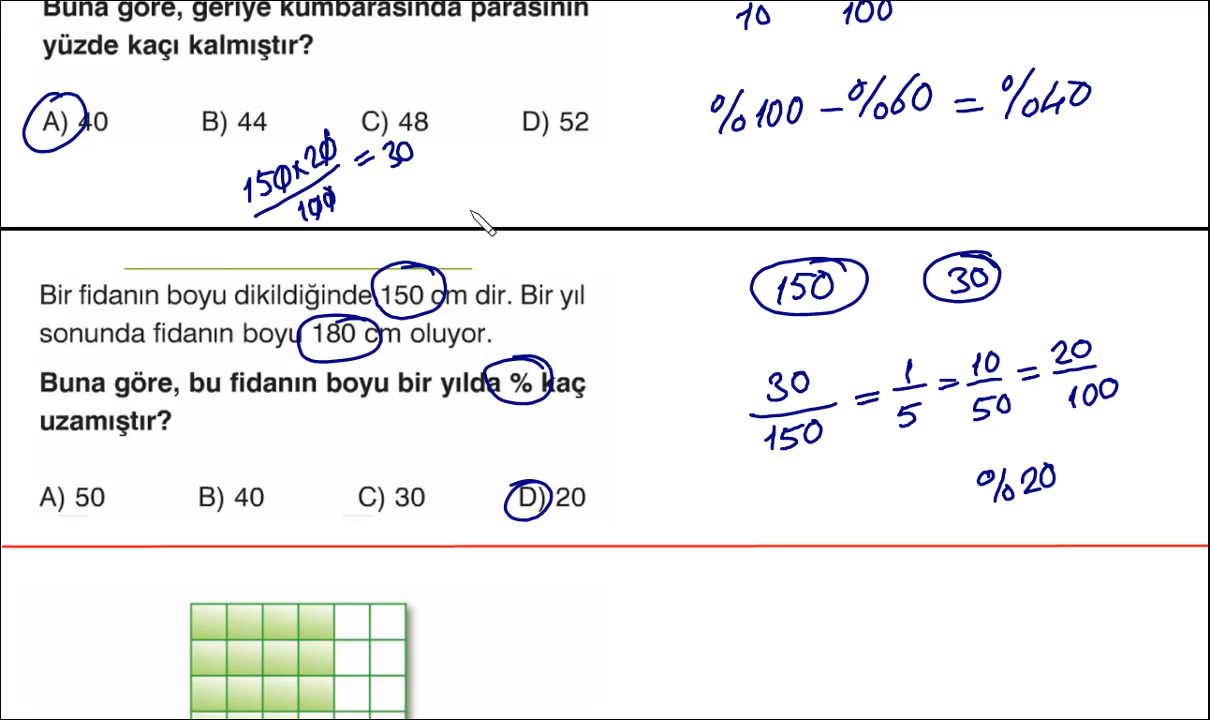 Buna göre, geriye kumbarasında parasının
yüzde kaçı kalmıştır?
10 100
%100 - %60 = %40
A) 40 B) 44 C) 48 D) 52
150x20 / 100 = 30
Bir fidanın boyu dikildiğinde 150 cm dir. Bir yıl
sonunda fidanın boyu 180 cm oluyor.
Buna göre, bu fidanın boyu bir yılda % kaç
uzamıştır?
A) 50 B) 40 C) 30 D) 20
150 30
30/150 = 1/5 = 10/50 = 20/100
%20